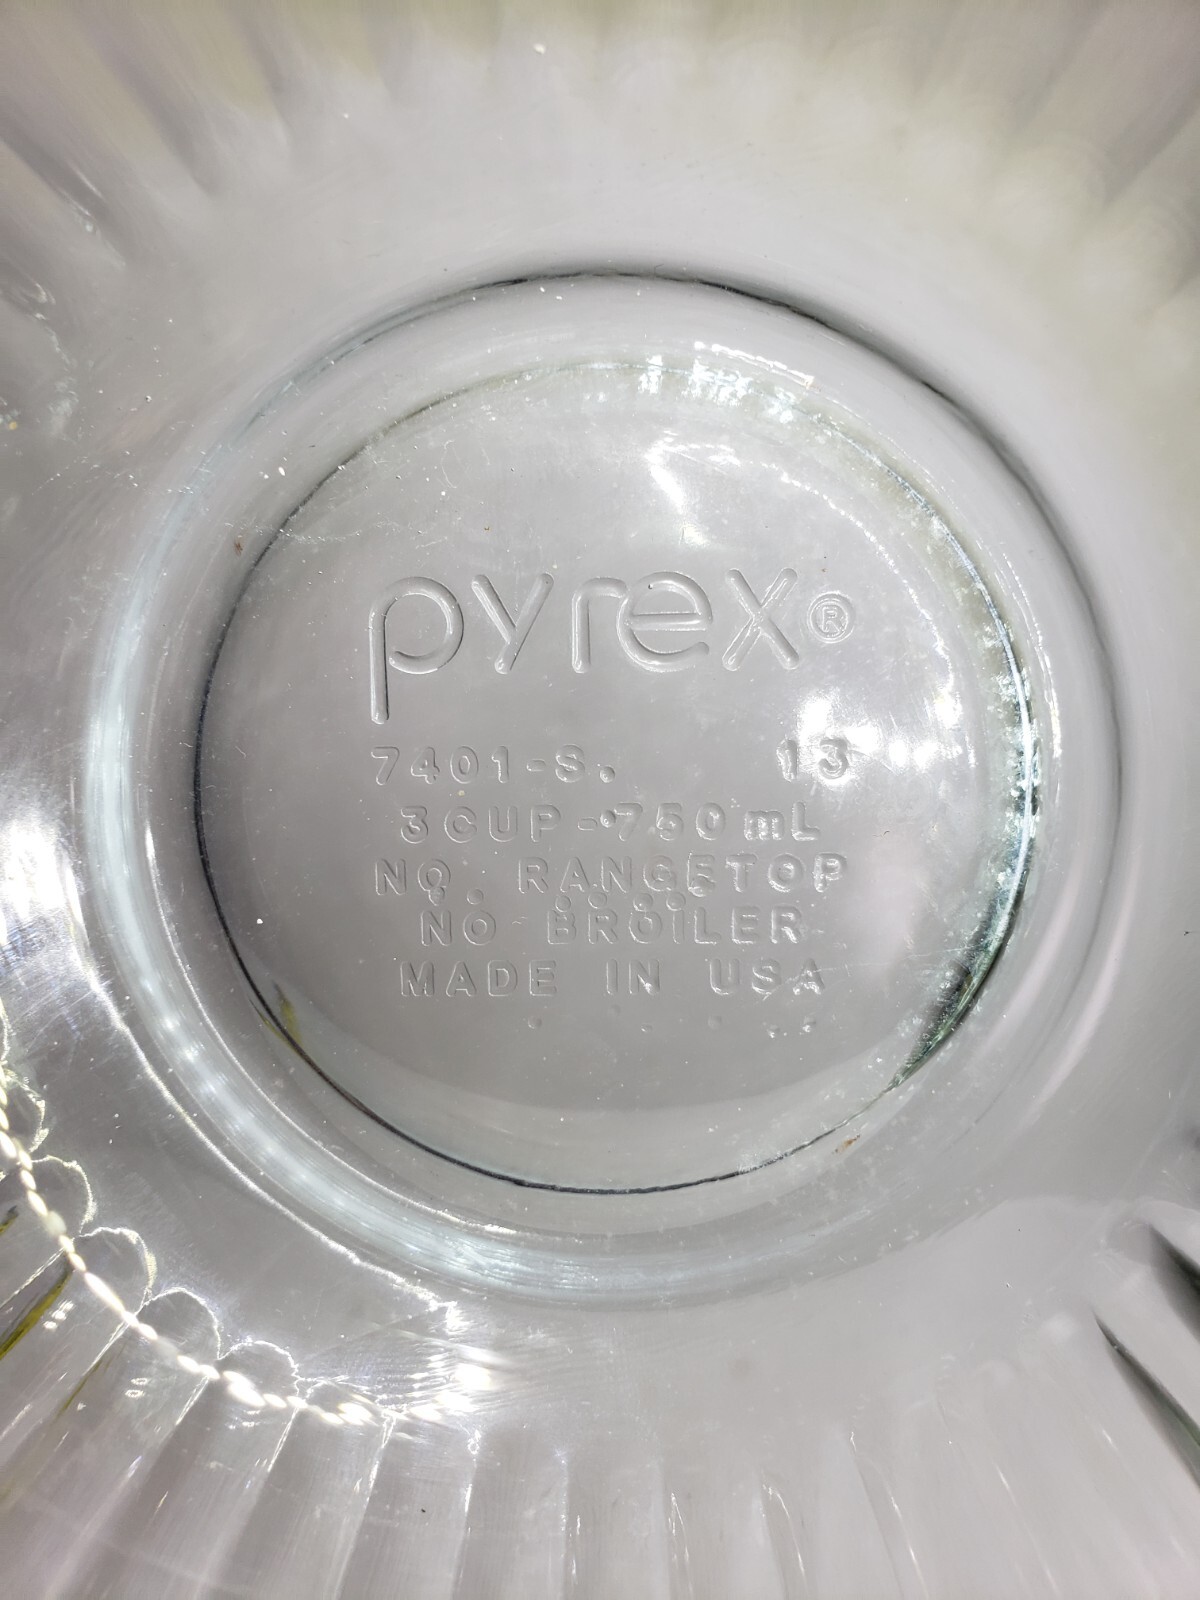 pyrex®
7401-S. 13
3 CUP - 750 mL
NO RANGETOP
NO BROILER
MADE IN USA